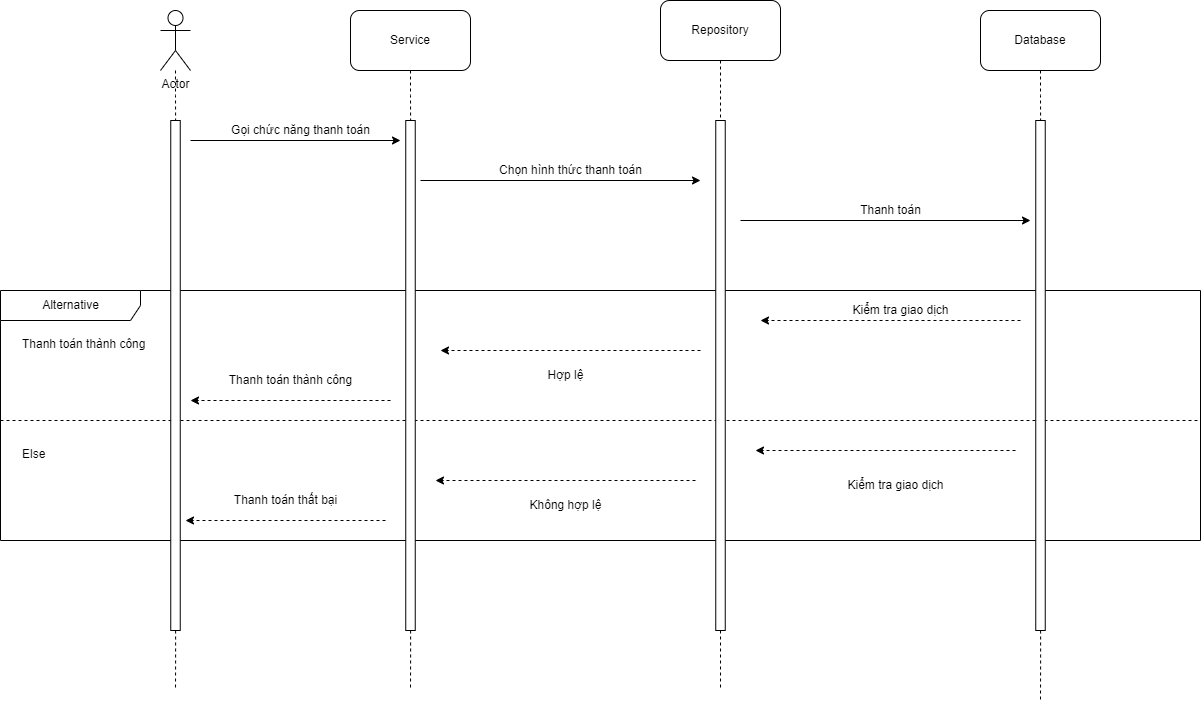 Actor
Service
Repository
Database
Gọi chức năng thanh toán
Chọn hình thức thanh toán
Thanh toán
Alternative
Kiểm tra giao dịch
Thanh toán thành công
Hợp lệ
Thanh toán thành công
Else
Kiểm tra giao dịch
Không hợp lệ
Thanh toán thất bại